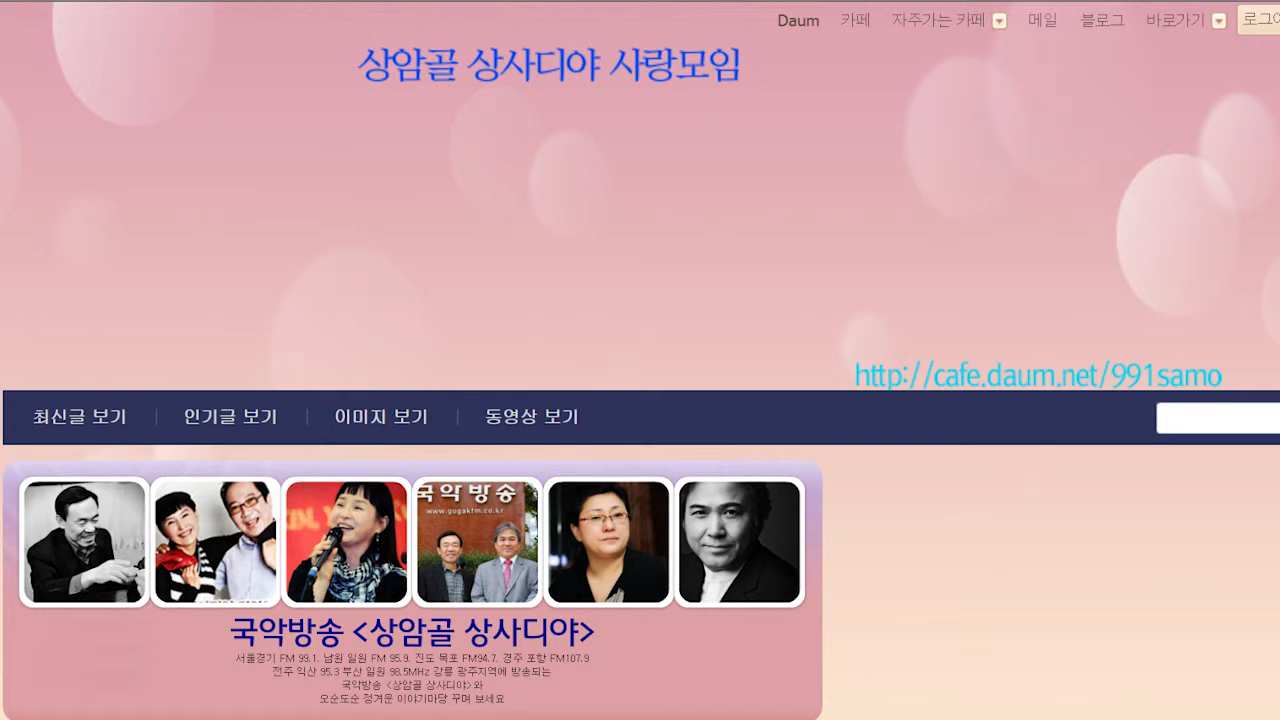 Daum 카페 자주가는 카페 메일 블로그 바로가기
상암골 상사디야 사랑모임
http://cafe.daum.net/991samo
최신글 보기 | 인기글 보기 | 이미지 보기 | 동영상 보기
국악방송
www.gugakfm.co.kr
국악방송 <상암골 상사디야>
서울경기 FM 99.1. 남원 일원 FM 95.9. 진도 목포 FM94.7. 경주 포항 FM107.9
전주 익산 95.3 부산 일원 98.5MHz 강릉 광주지역에 방송되는
국악방송 <상암골 상사디야>와
오순도순 정겨운 이야기마당 꾸며 보세요